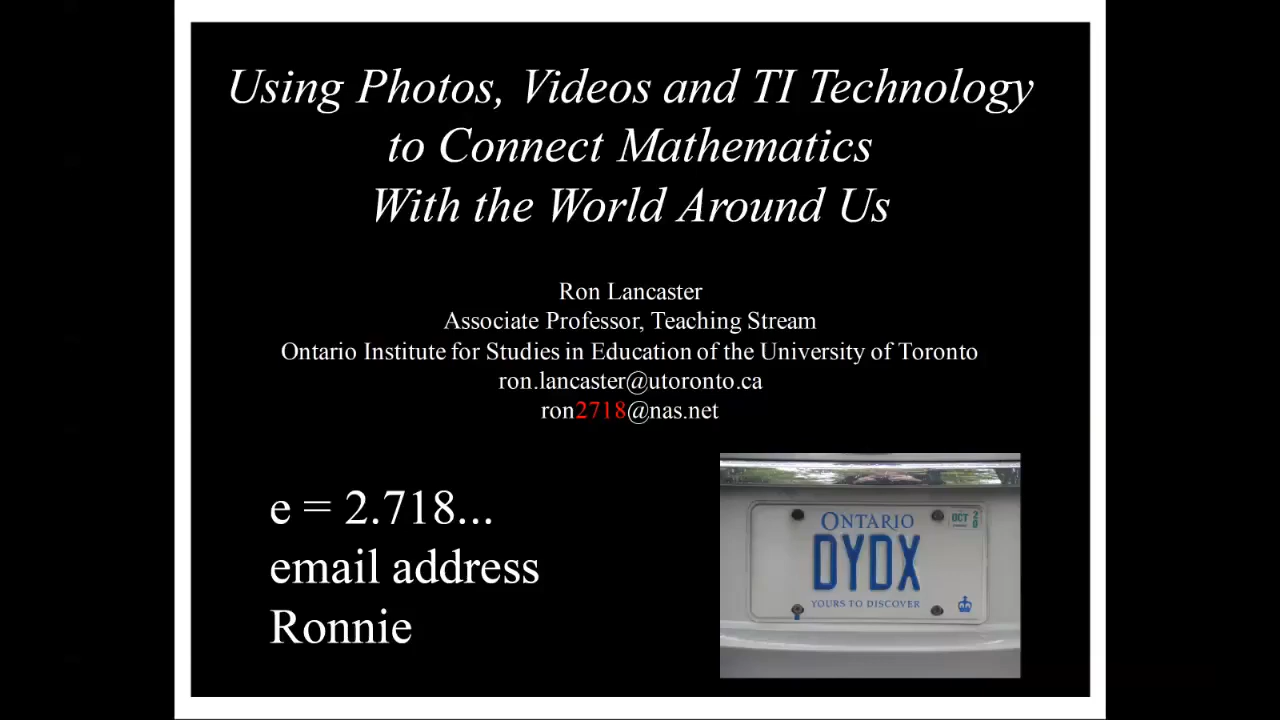 Using Photos, Videos and TI Technology
to Connect Mathematics
With the World Around Us
Ron Lancaster
Associate Professor, Teaching Stream
Ontario Institute for Studies in Education of the University of Toronto
ron.lancaster@utoronto.ca
ron2718@nas.net
e = 2.718...
email address
Ronnie
ONTARIO
OCT 20
DYDX
YOURS TO DISCOVER